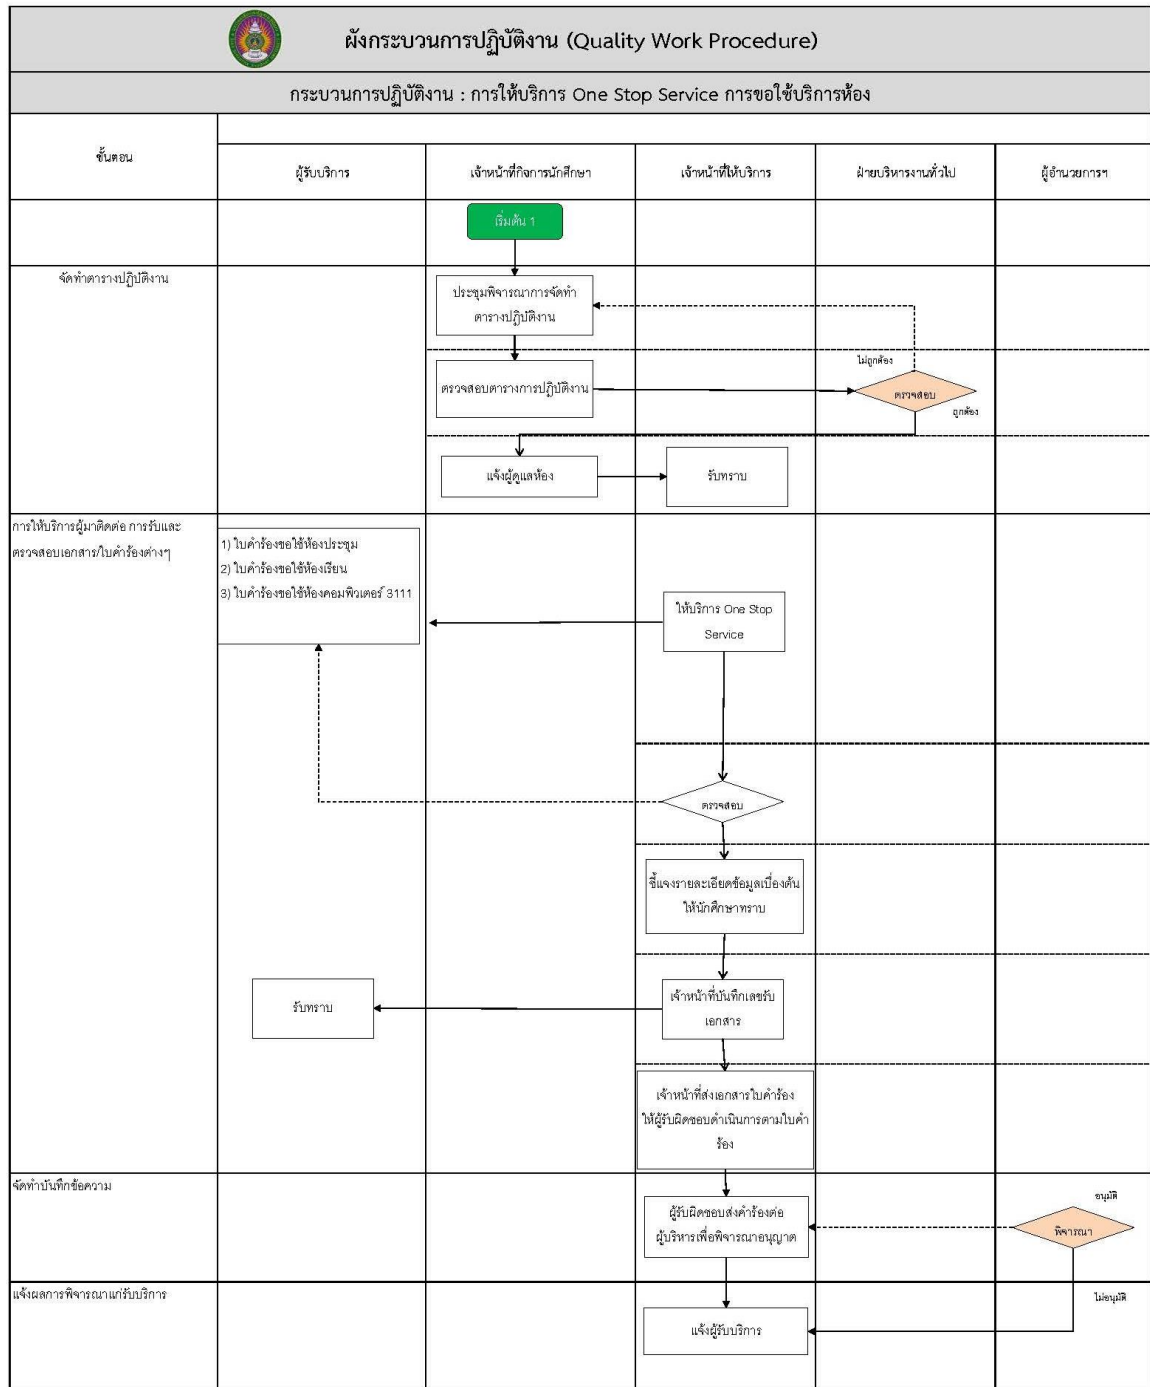 ผังกระบวนการปฏิบัติงาน (Quality Work Procedure)
กระบวนการปฏิบัติงาน : การให้บริการ One Stop Service การขอใช้บริการห้อง
ขั้นตอน
ผู้รับบริการ
เจ้าหน้าที่กิจการนักศึกษา
เจ้าหน้าที่ให้บริการ
ฝ่ายบริหารงานทั่วไป
ผู้อำนวยการฯ
เริ่มต้น 1
จัดทำตารางปฏิบัติงาน
ประชุมพิจารณาการจัดทำ
ตารางปฏิบัติงาน
ไม่ถูกต้อง
ตรวจสอบตารางการปฏิบัติงาน
ตรวจสอบ
ถูกต้อง
แจ้งผู้ดูแลห้อง
รับทราบ
การให้บริการผู้มาติดต่อ การรับและ
ตรวจสอบเอกสาร/ใบคำร้องต่างๆ
1) ใบคำร้องขอใช้ห้องประชุม
2) ใบคำร้องขอใช้ห้องเรียน
3) ใบคำร้องขอใช้ห้องคอมพิวเตอร์ 3111
ให้บริการ One Stop
Service
ตรวจสอบ
ชี้แจงรายละเอียดข้อมูลเบื่องต้น
ให้นักศึกษาทราบ
รับทราบ
เจ้าหน้าที่บันทึกเลขรับ
เอกสาร
เจ้าหน้าที่ส่งเอกสารใบคำร้อง
ให้ผู้รับผิดชอบดำเนินการตามใบคำ
ร้อง
จัดทำบันทึกข้อความ
ผู้รับผิดชอบส่งคำร้องต่อ
ผู้บริหารเพื่อพิจารณาอนุญาต
อนุมัติ
พิจารณา
แจ้งผลการพิจารณาแก่รับบริการ
ไม่อนุมัติ
แจ้งผู้รับบริการ